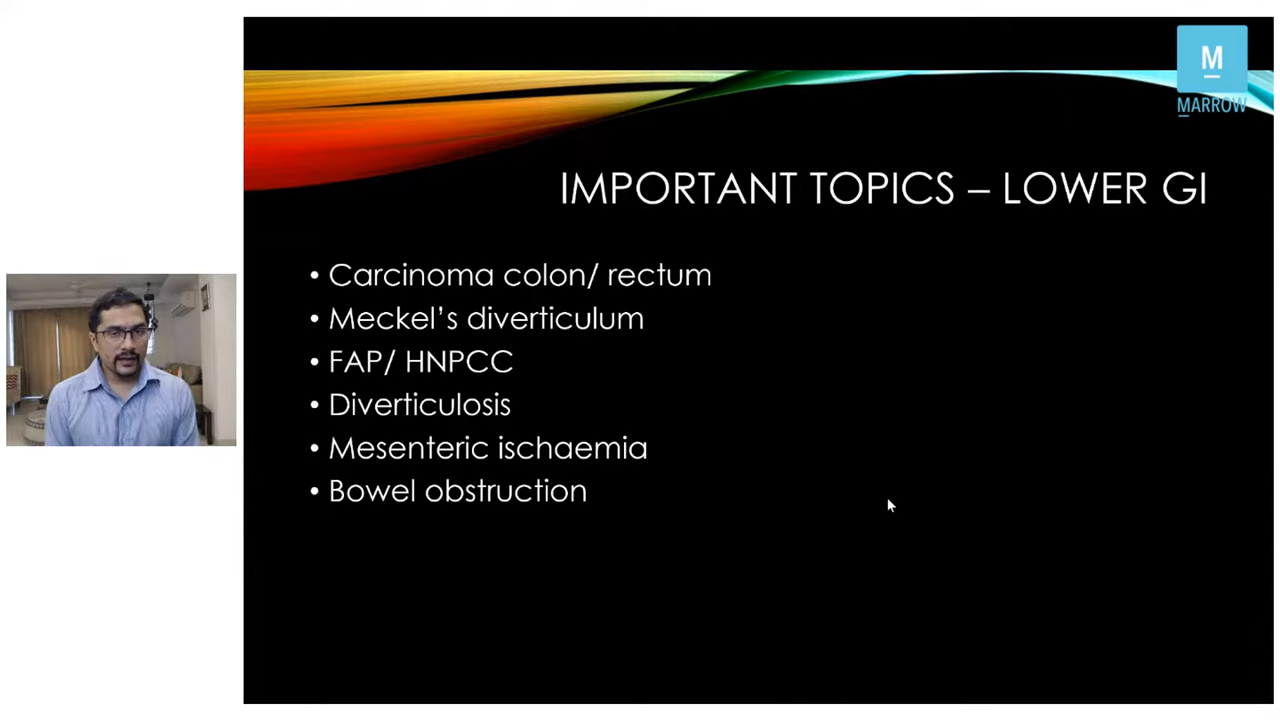 M
MARROW
IMPORTANT TOPICS – LOWER GI
• Carcinoma colon/ rectum
• Meckel's diverticulum
• FAP/ HNPCC
• Diverticulosis
• Mesenteric ischaemia
• Bowel obstruction